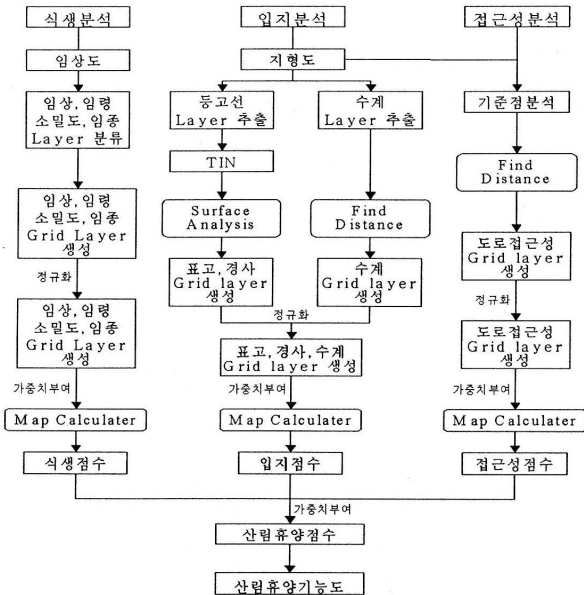 식생분석
입지분석
접근성분석
임상도
지형도
임상, 임령
소밀도, 임종
Layer 분류
등고선
Layer 추출
수계
Layer 추출
기준점분석
TIN
Find
Distance
임상, 임령
소밀도, 임종
Grid Layer
생성
Surface
Analysis
Find
Distance
도로접근성
Grid layer
생성
정규화
표고, 경사
Grid layer
생성
수계
Grid layer
생성
정규화
정규화
임상, 임령
소밀도, 임종
Grid Layer
생성
표고, 경사, 수계
Grid layer 생성
도로접근성
Grid layer
생성
가중치부여
가중치부여
가중치부여
Map Calculater
Map Calculater
Map Calculater
식생점수
입지점수
접근성점수
가중치부여
산림휴양점수
산림휴양기능도